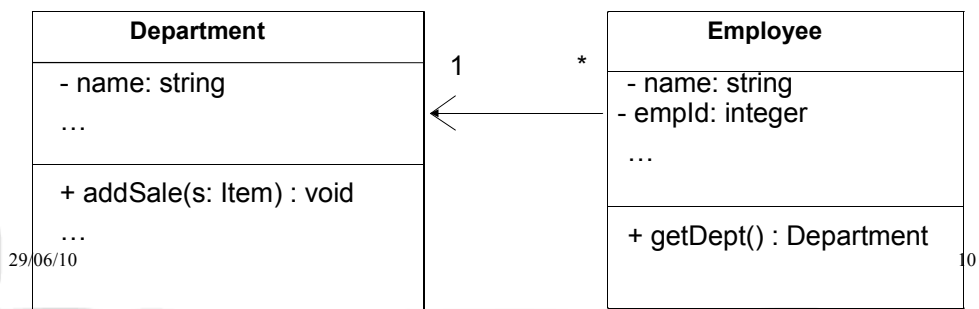 Department
- name: string
…
+ addSale(s: Item) : void
…
1
*
Employee
- name: string
- empId: integer
…
+ getDept() : Department
29/06/10
10